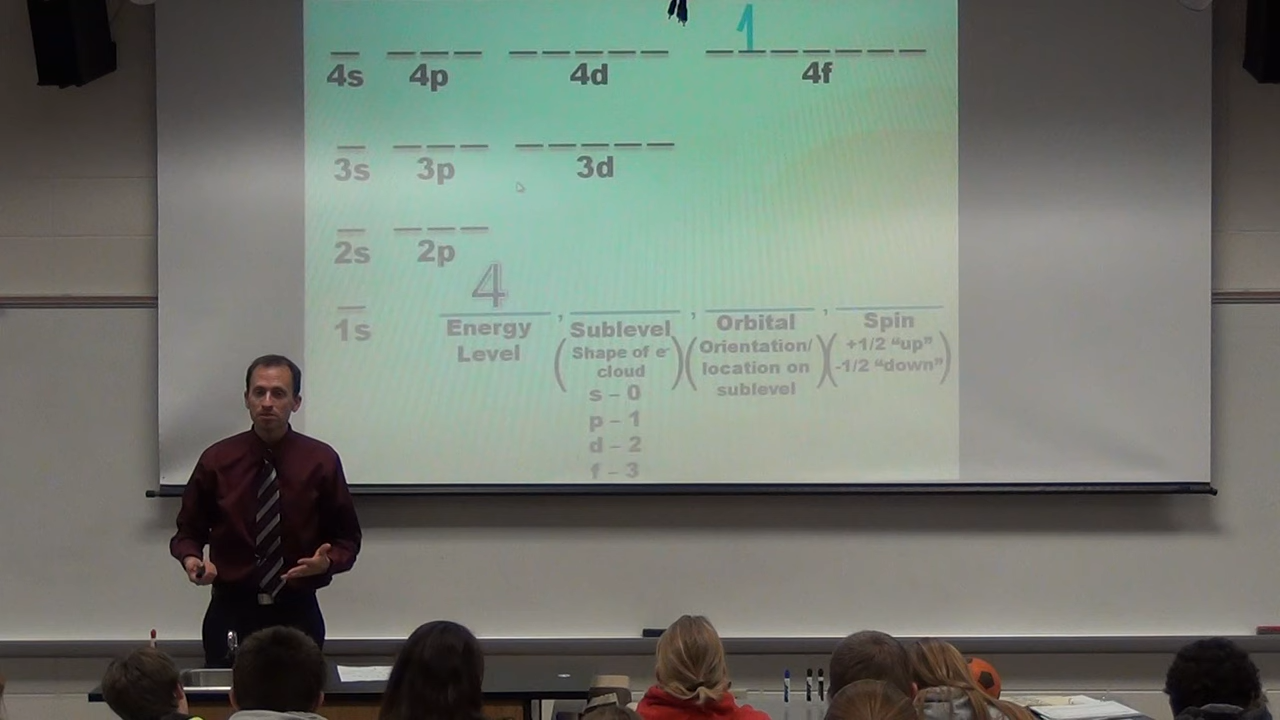 1
4s 4p 4d 4f
3s 3p 3d
2s 2p
4
1s
Energy Level
, Sublevel
(Shape of e⁻ cloud)
s – 0
p – 1
d – 2
f – 3
, Orbital
(Orientation/ location on sublevel)
, Spin
(+1/2 “up”
-1/2 “down”)